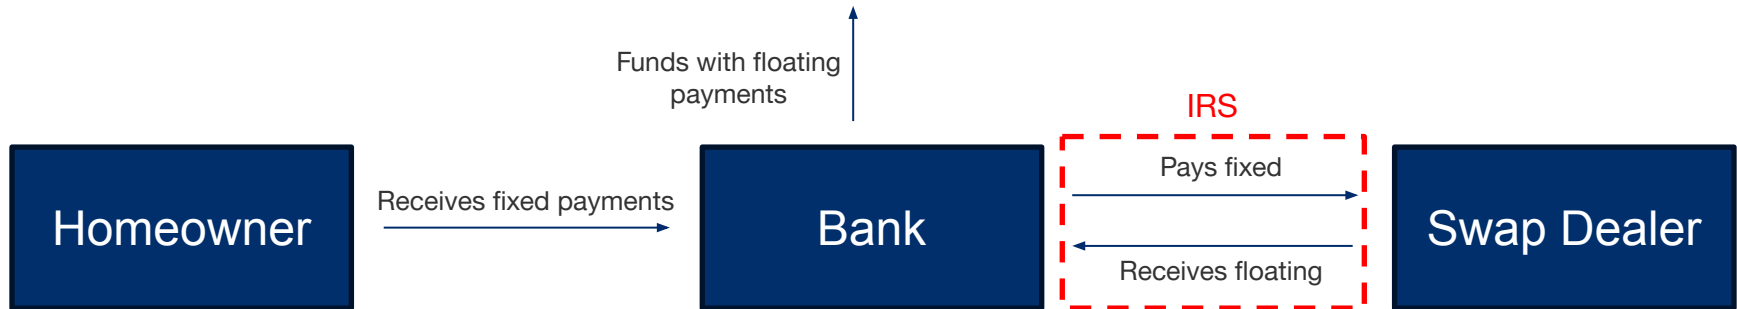 Funds with floating
payments
IRS
Pays fixed
Receives fixed payments
Homeowner
Bank
Swap Dealer
Receives floating